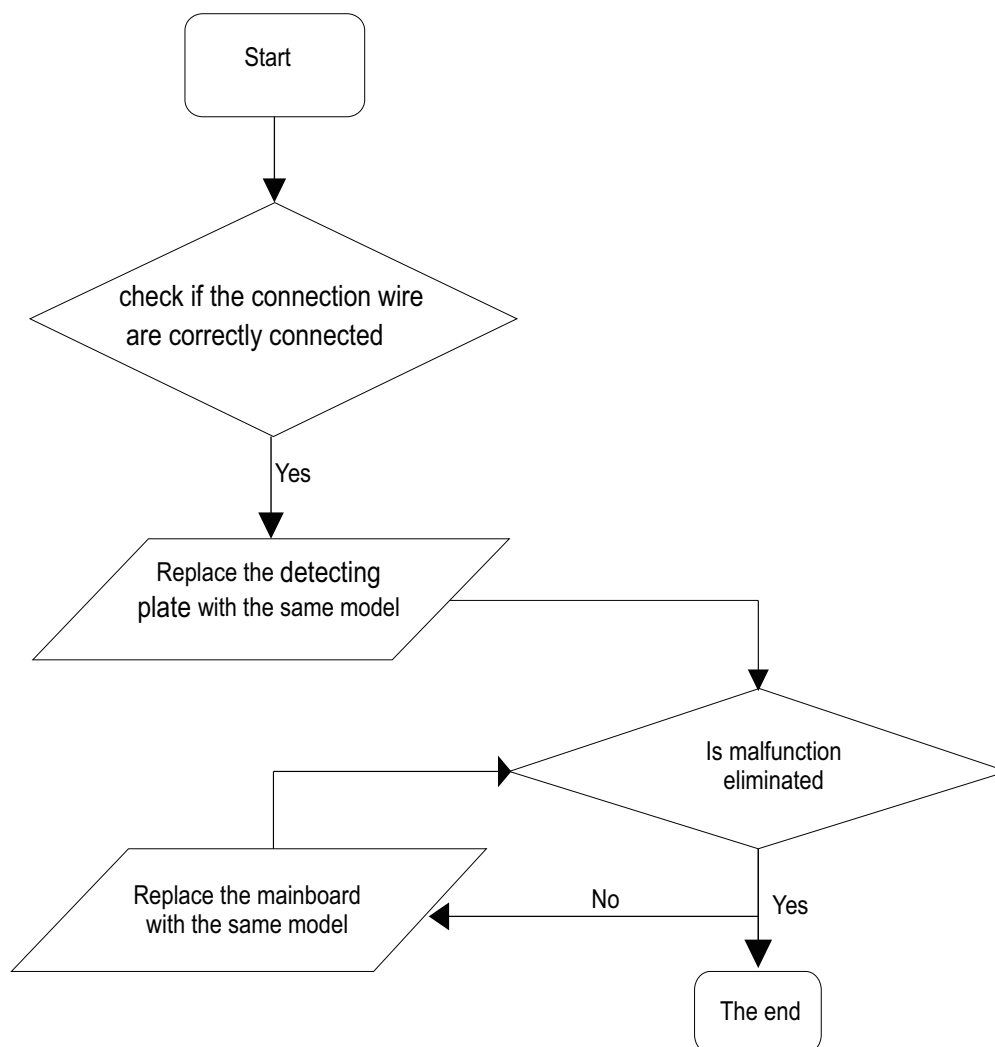 Start
check if the connection wire
are correctly connected
Yes
Replace the detecting
plate with the same model
Is malfunction
eliminated
Replace the mainboard
with the same model
No
Yes
The end